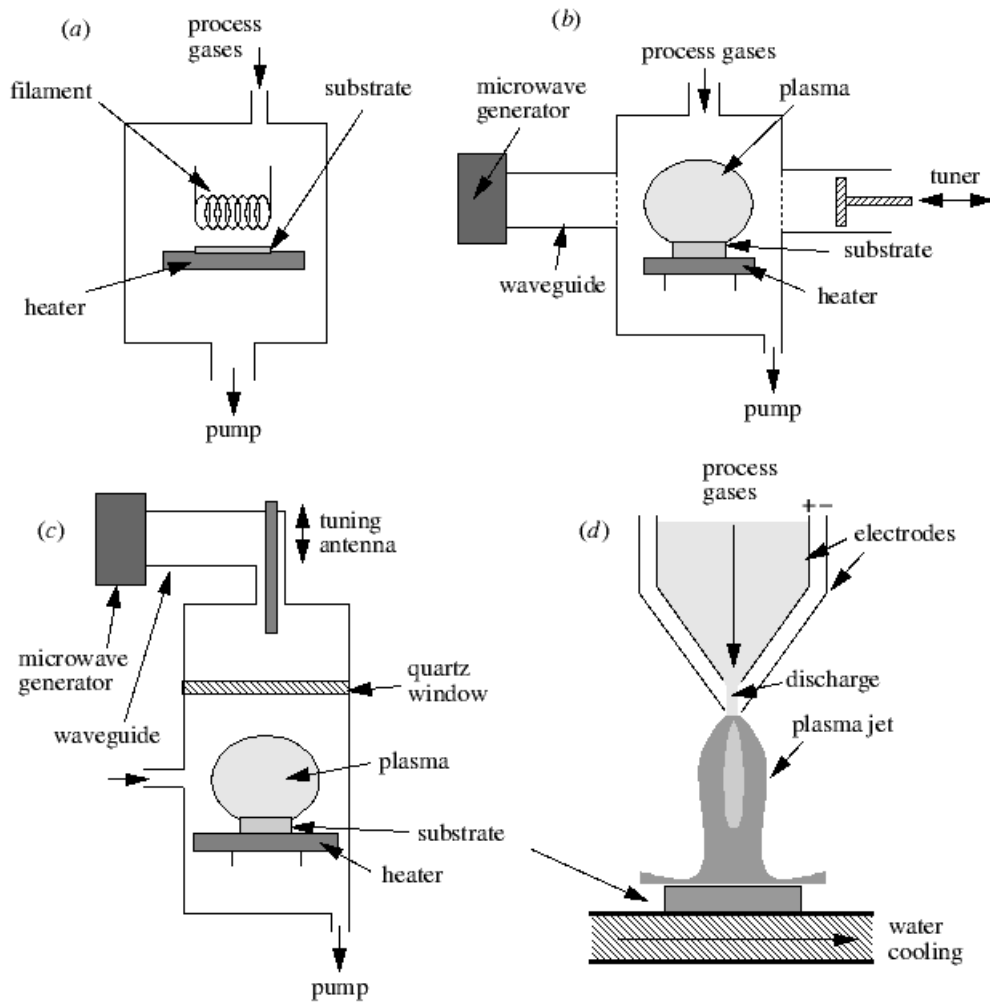 (a)
process
gases
filament
substrate
heater
pump
(b)
process gases
microwave
generator
plasma
tuner
waveguide
substrate
heater
pump
(c)
tuning
antenna
microwave
generator
waveguide
quartz
window
plasma
substrate
heater
pump
process
gases
(d)
+ −
electrodes
discharge
plasma jet
water
cooling